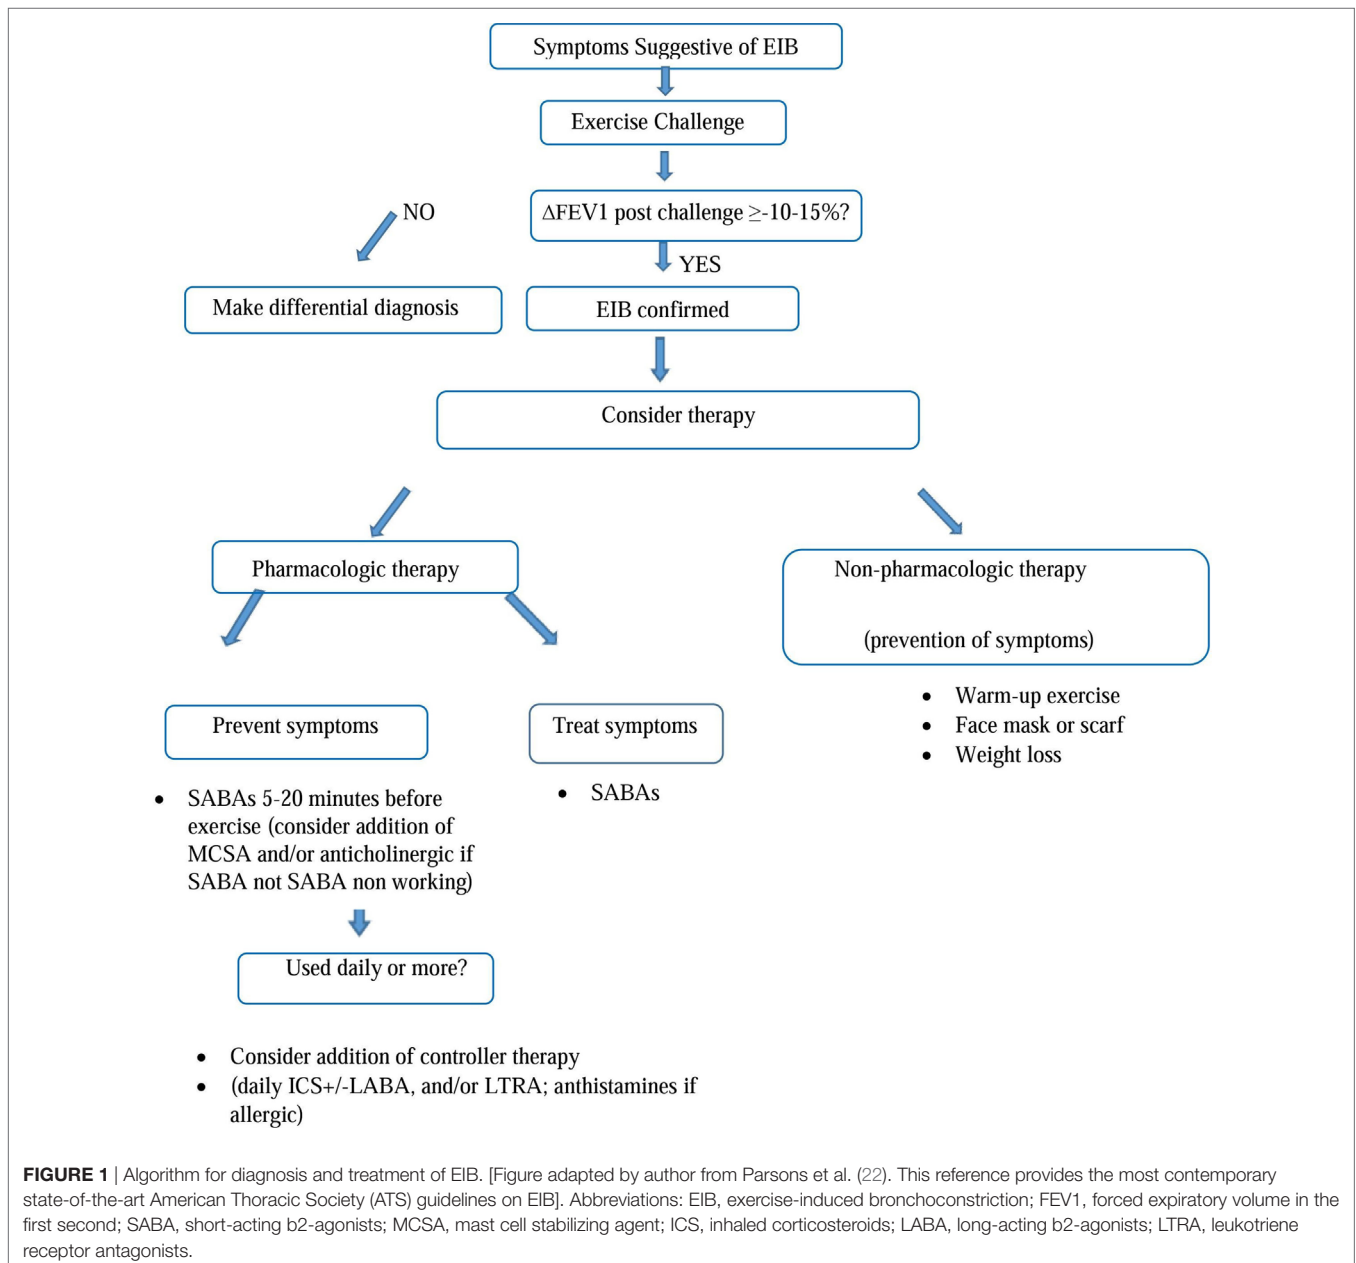 Symptoms Suggestive of EIB
Exercise Challenge
ΔFEV1 post challenge ≥-10-15%?
NO
YES
Make differential diagnosis
EIB confirmed
Consider therapy
Pharmacologic therapy
Non-pharmacologic therapy
(prevention of symptoms)
• Warm-up exercise
• Face mask or scarf
• Weight loss
Prevent symptoms
Treat symptoms
• SABAs 5-20 minutes before
exercise (consider addition of
MCSA and/or anticholinergic if
SABA not SABA non working)
• SABAs
Used daily or more?
• Consider addition of controller therapy
• (daily ICS+/-LABA, and/or LTRA; anthistamines if
allergic)
FIGURE 1 | Algorithm for diagnosis and treatment of EIB. [Figure adapted by author from Parsons et al. (22). This reference provides the most contemporary
state-of-the-art American Thoracic Society (ATS) guidelines on EIB]. Abbreviations: EIB, exercise-induced bronchoconstriction; FEV1, forced expiratory volume in the
first second; SABA, short-acting b2-agonists; MCSA, mast cell stabilizing agent; ICS, inhaled corticosteroids; LABA, long-acting b2-agonists; LTRA, leukotriene
receptor antagonists.